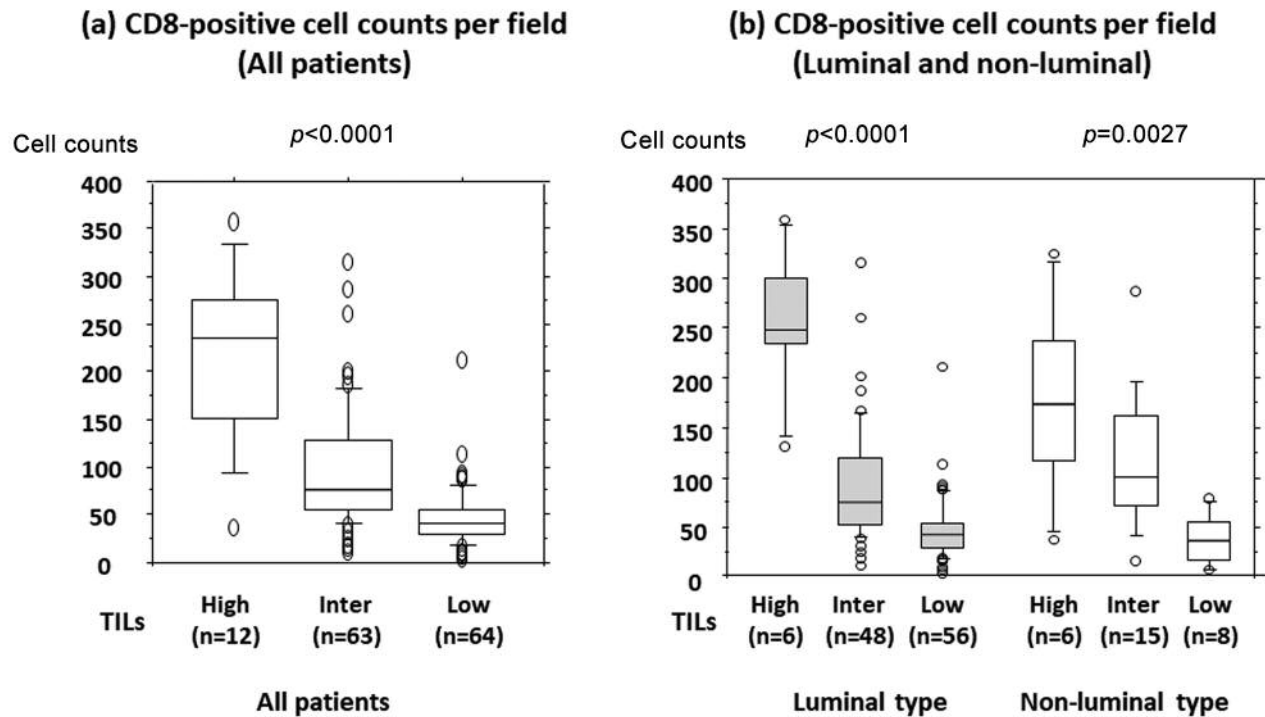 (a) CD8-positive cell counts per field
(All patients)
Cell counts
p<0.0001
400
350
300
250
200
150
100
50
0
TILs
High
(n=12)
Inter
(n=63)
Low
(n=64)
All patients
(b) CD8-positive cell counts per field
(Luminal and non-luminal)
Cell counts
p<0.0001
p=0.0027
400
350
300
250
200
150
100
50
0
TILs
High
(n=6)
Inter
(n=48)
Low
(n=56)
High
(n=6)
Inter
(n=15)
Low
(n=8)
Luminal type
Non-luminal type